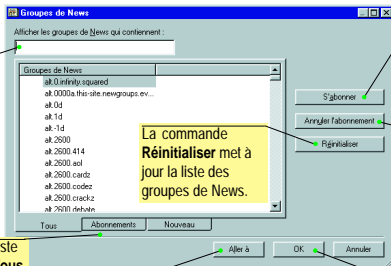 Groupes de News
Afficher les groupes de News qui contiennent :
Groupes de News
alt.0.infinity.squared
alt.0000a.this-site.newgroups.ev...
alt.0d
alt.1d
alt.-1d
alt.2600
alt.2600.414
alt.2600.aol
alt.2600.cardz
alt.2600.codez
alt.2600.crackz
alt.2600.debate
S'abonner
Annuler l'abonnement
Réinitialiser
La commande
Réinitialiser met à
jour la liste des
groupes de News.
Tous Abonnements Nouveau
ste
ous
Aller à OK Annuler